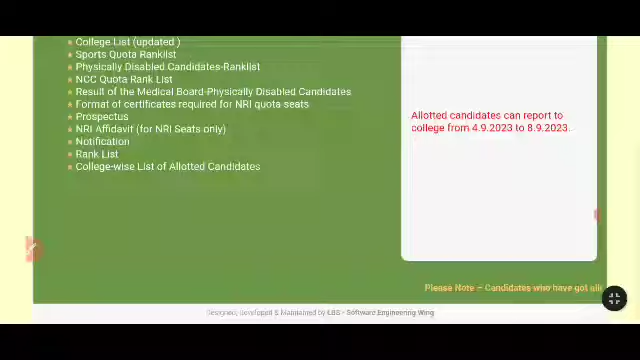 College List (updated )
Sports Quota Ranklist
Physically Disabled Candidates-Ranklist
NCC Quota Rank List
Result of the Medical Board-Physically Disabled Candidates
Format of certificates required for NRI quota seats
Prospectus
NRI Affidavit (for NRI Seats only)
Notification
Rank List
College-wise List of Allotted Candidates
Allotted candidates can report to
college from 4.9.2023 to 8.9.2023.
Please Note – Candidates who have got
Designed, Developed & Maintained by LBS - Software Engineering Wing